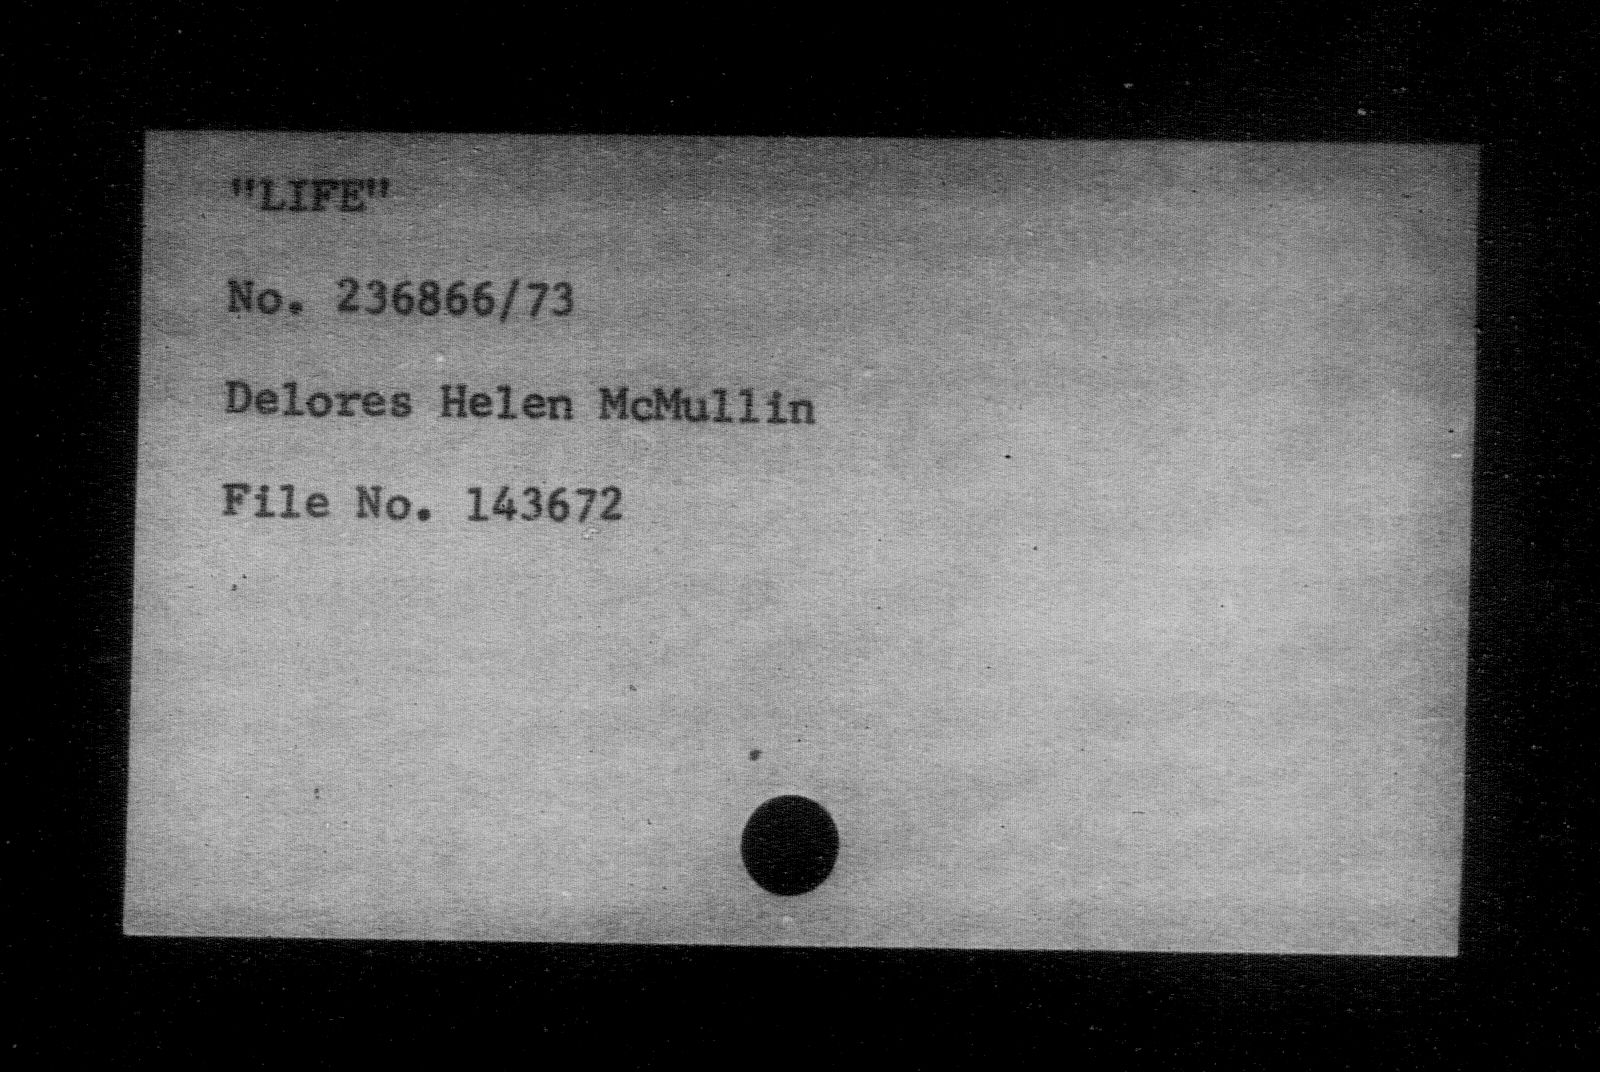 "LIFE"
No. 236866/73
Delores Helen McMullin
File No. 143672